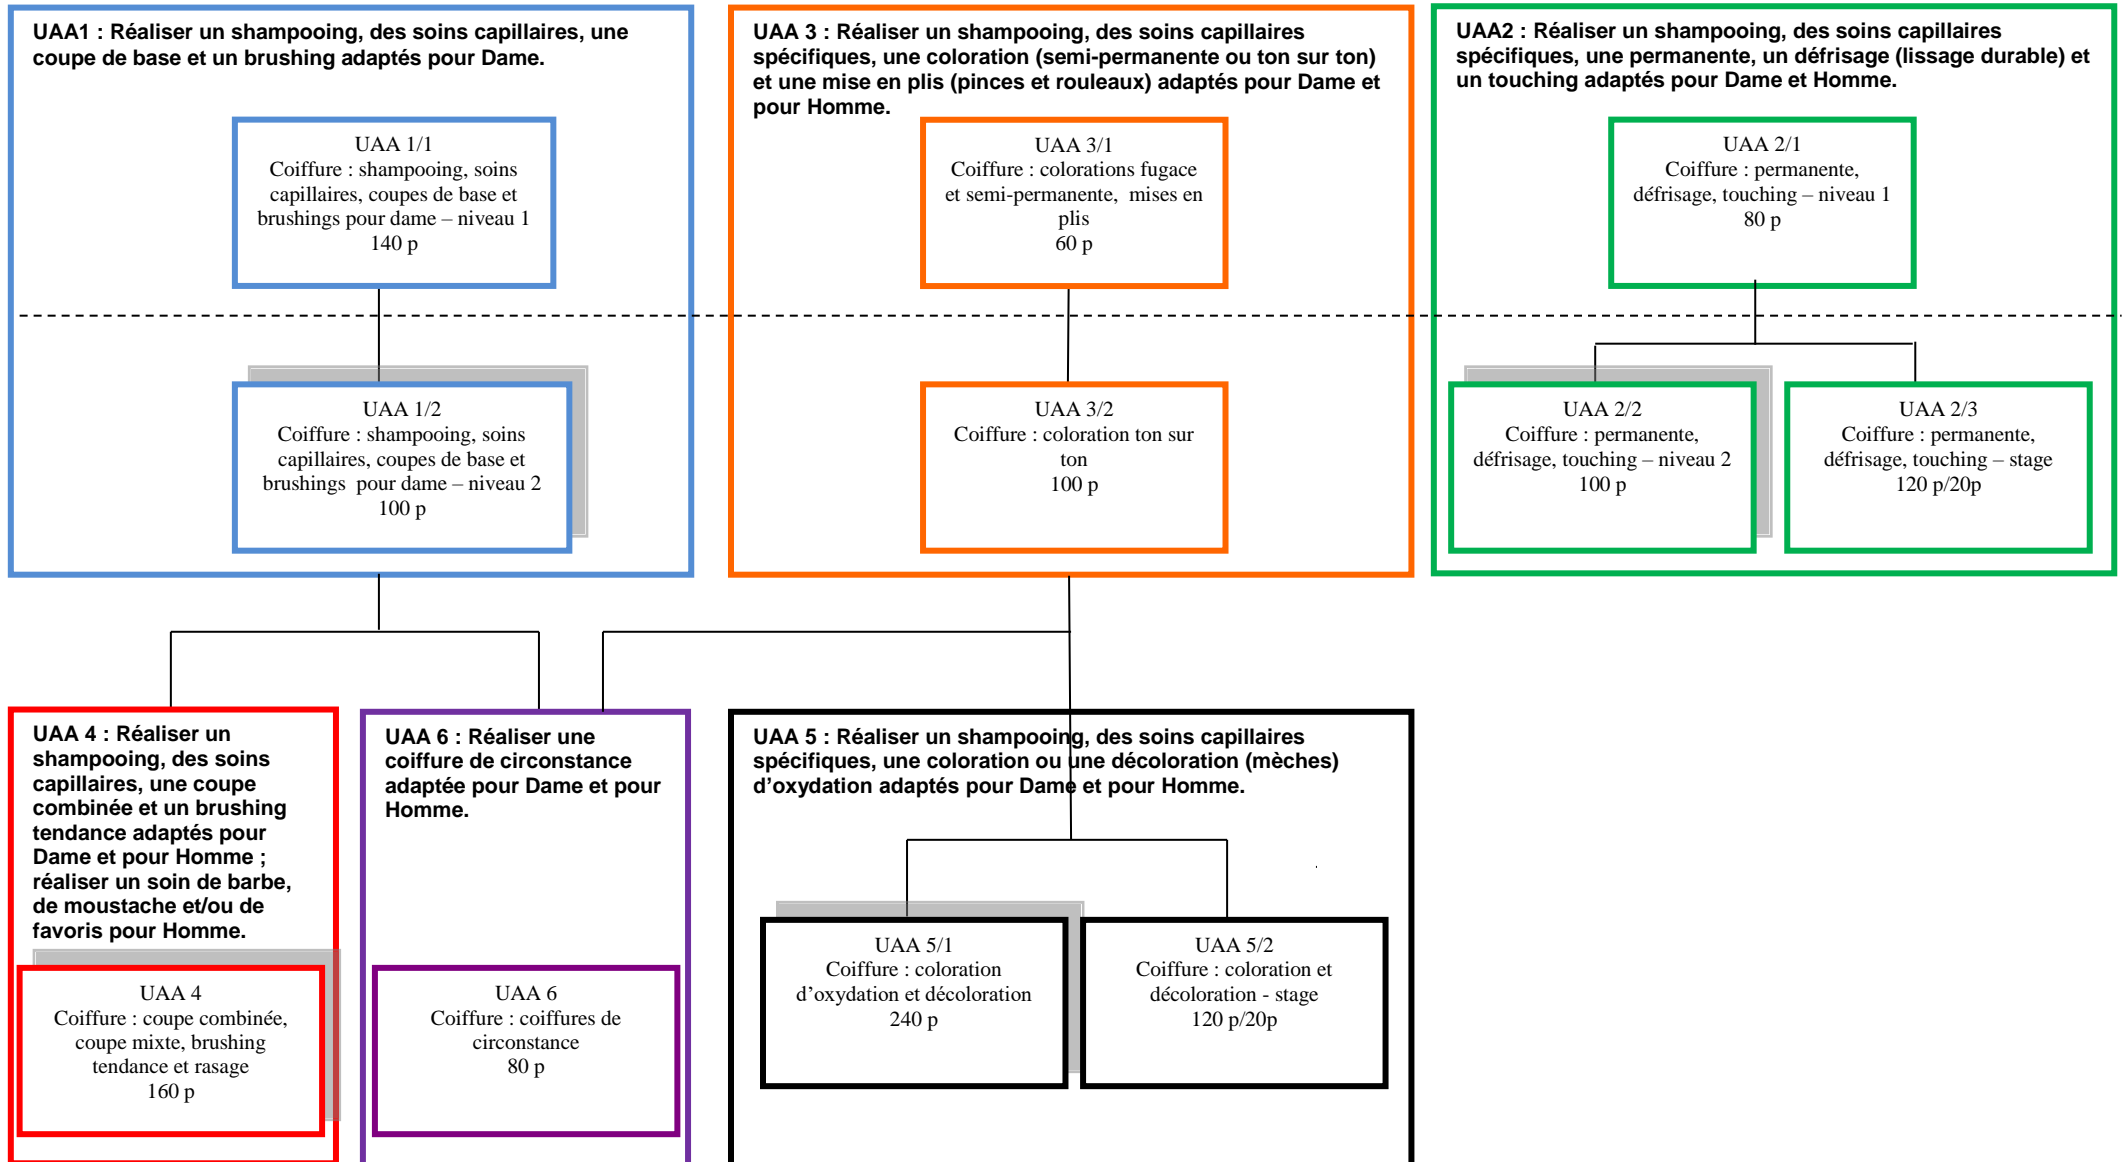 UAA1 : Réaliser un shampooing, des soins capillaires, une
coupe de base et un brushing adaptés pour Dame.
UAA 1/1
Coiffure : shampooing, soins
capillaires, coupes de base et
brushings pour dame – niveau 1
140 p
UAA 1/2
Coiffure : shampooing, soins
capillaires, coupes de base et
brushings  pour dame – niveau 2
100 p
UAA 3 : Réaliser un shampooing, des soins capillaires
spécifiques, une coloration (semi-permanente ou ton sur ton)
et une mise en plis (pinces et rouleaux) adaptés pour Dame et
pour Homme.
UAA 3/1
Coiffure : colorations fugace
et semi-permanente,  mises en
plis
60 p
UAA 3/2
Coiffure : coloration ton sur
ton
100 p
UAA2 : Réaliser un shampooing, des soins capillaires
spécifiques, une permanente, un défrisage (lissage durable) et
un touching adaptés pour Dame et Homme.
UAA 2/1
Coiffure : permanente,
défrisage, touching – niveau 1
80 p
UAA 2/2
Coiffure : permanente,
défrisage, touching – niveau 2
100 p
UAA 2/3
Coiffure : permanente,
défrisage, touching – stage
120 p/20p
UAA 4 : Réaliser un
shampooing, des soins
capillaires, une coupe
combinée et un brushing
tendance adaptés pour
Dame et pour Homme ;
réaliser un soin de barbe,
de moustache et/ou de
favoris pour Homme.
UAA 4
Coiffure : coupe combinée,
coupe mixte, brushing
tendance et rasage
160 p
UAA 6 : Réaliser une
coiffure de circonstance
adaptée pour Dame et pour
Homme.
UAA 6
Coiffure : coiffures de
circonstance
80 p
UAA 5 : Réaliser un shampooing, des soins capillaires
spécifiques, une coloration ou une décoloration (mèches)
d’oxydation adaptés pour Dame et pour Homme.
UAA 5/1
Coiffure : coloration
d’oxydation et décoloration
240 p
UAA 5/2
Coiffure : coloration et
décoloration - stage
120 p/20p